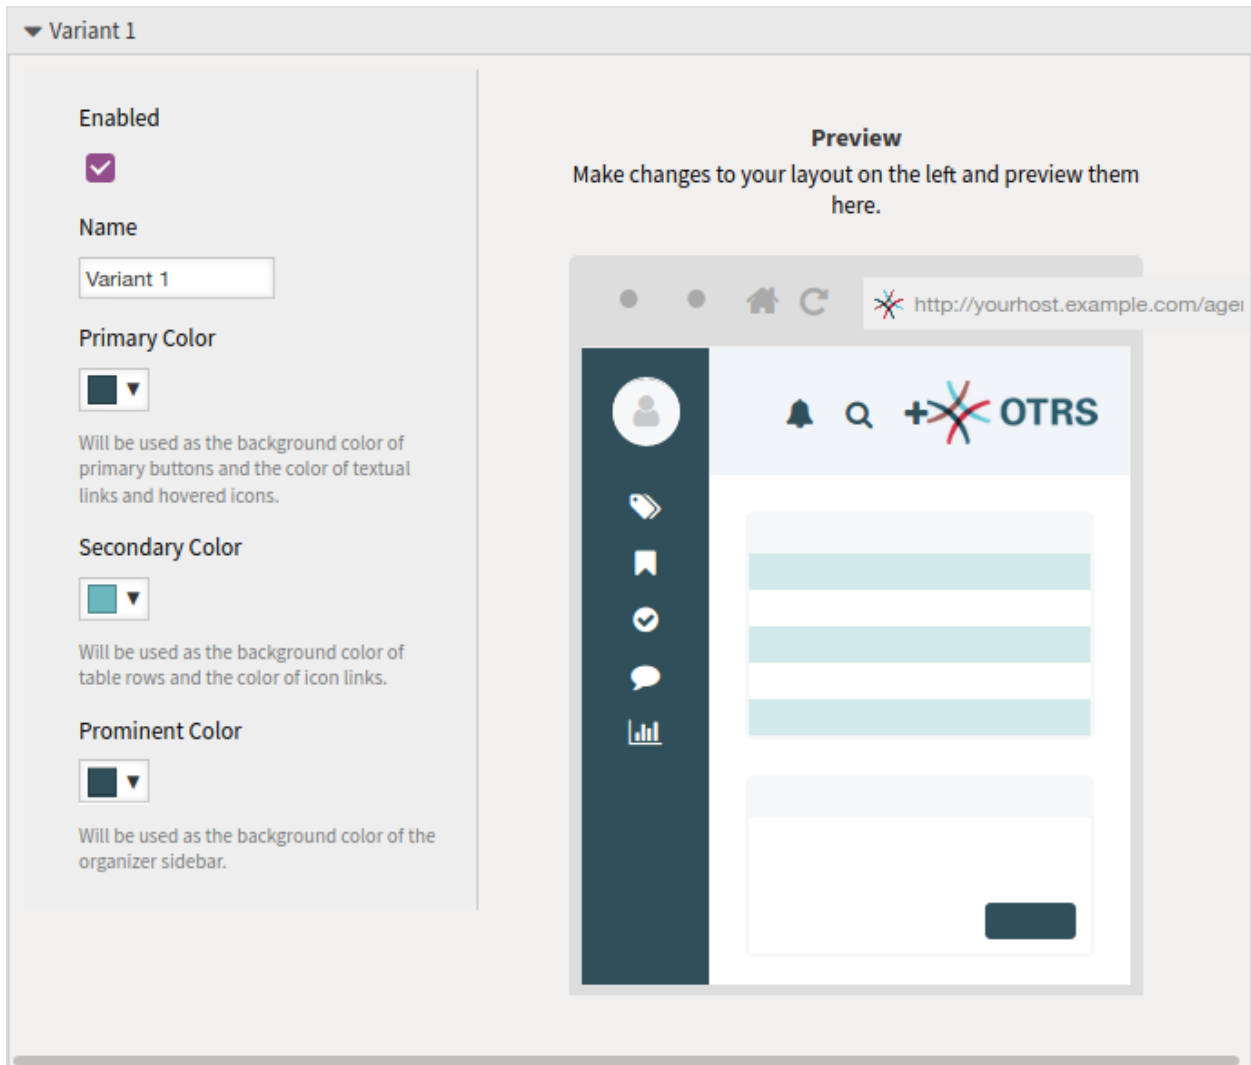 Variant 1
Enabled
Name
Variant 1
Primary Color
Will be used as the background color of
primary buttons and the color of textual
links and hovered icons.
Secondary Color
Will be used as the background color of
table rows and the color of icon links.
Prominent Color
Will be used as the background color of the
organizer sidebar.
Preview
Make changes to your layout on the left and preview them
here.
http://yourhost.example.com/ager
OTRS